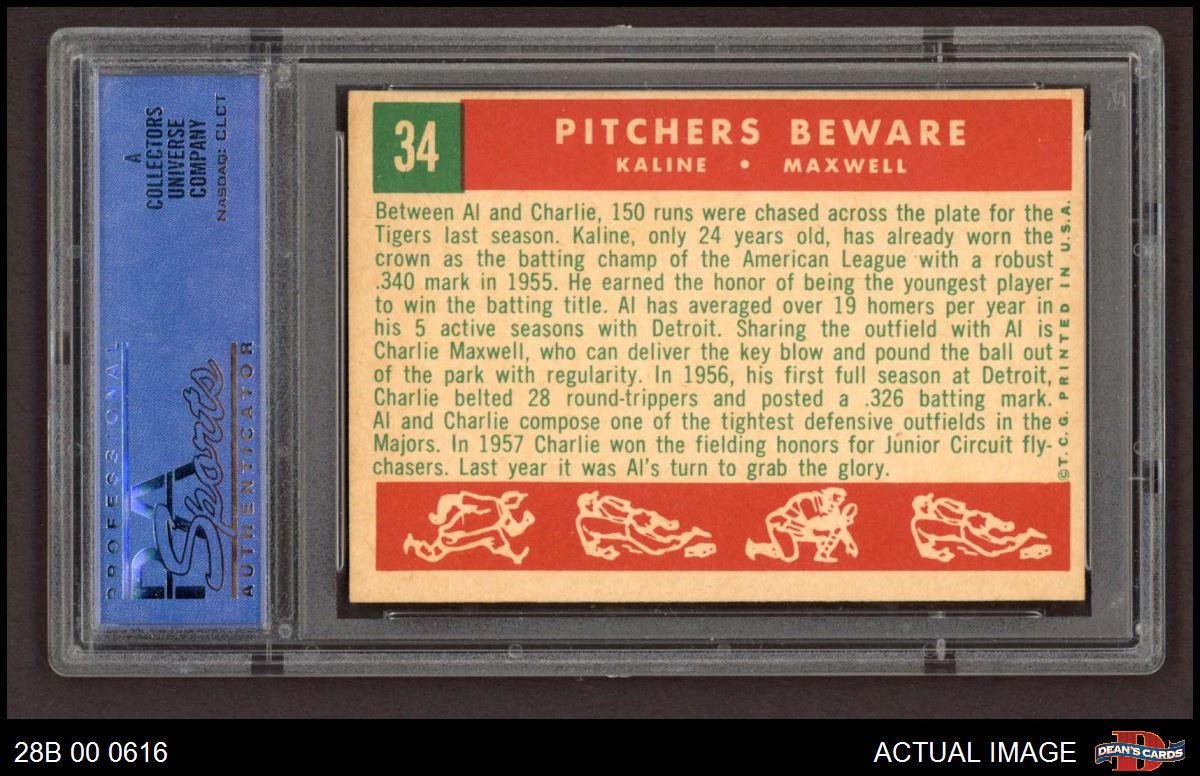 A
COLLECTORS
UNIVERSE
COMPANY
NASDAQ: CLCT
PROFESSIONAL
PSA
Sports
AUTHENTICATOR
34
PITCHERS BEWARE
KALINE • MAXWELL
Between Al and Charlie, 150 runs were chased across the plate for the
Tigers last season. Kaline, only 24 years old, has already worn the
crown as the batting champ of the American League with a robust
.340 mark in 1955. He earned the honor of being the youngest player
to win the batting title. Al has averaged over 19 homers per year in
his 5 active seasons with Detroit. Sharing the outfield with Al is
Charlie Maxwell, who can deliver the key blow and pound the ball out
of the park with regularity. In 1956, his first full season at Detroit,
Charlie belted 28 round-trippers and posted a .326 batting mark.
Al and Charlie compose one of the tightest defensive outfields in the
Majors. In 1957 Charlie won the fielding honors for Junior Circuit fly-
chasers. Last year it was Al's turn to grab the glory.
©T. C. G. PRINTED IN U.S.A.
28B 00 0616
ACTUAL IMAGE
DEAN'S CARDS